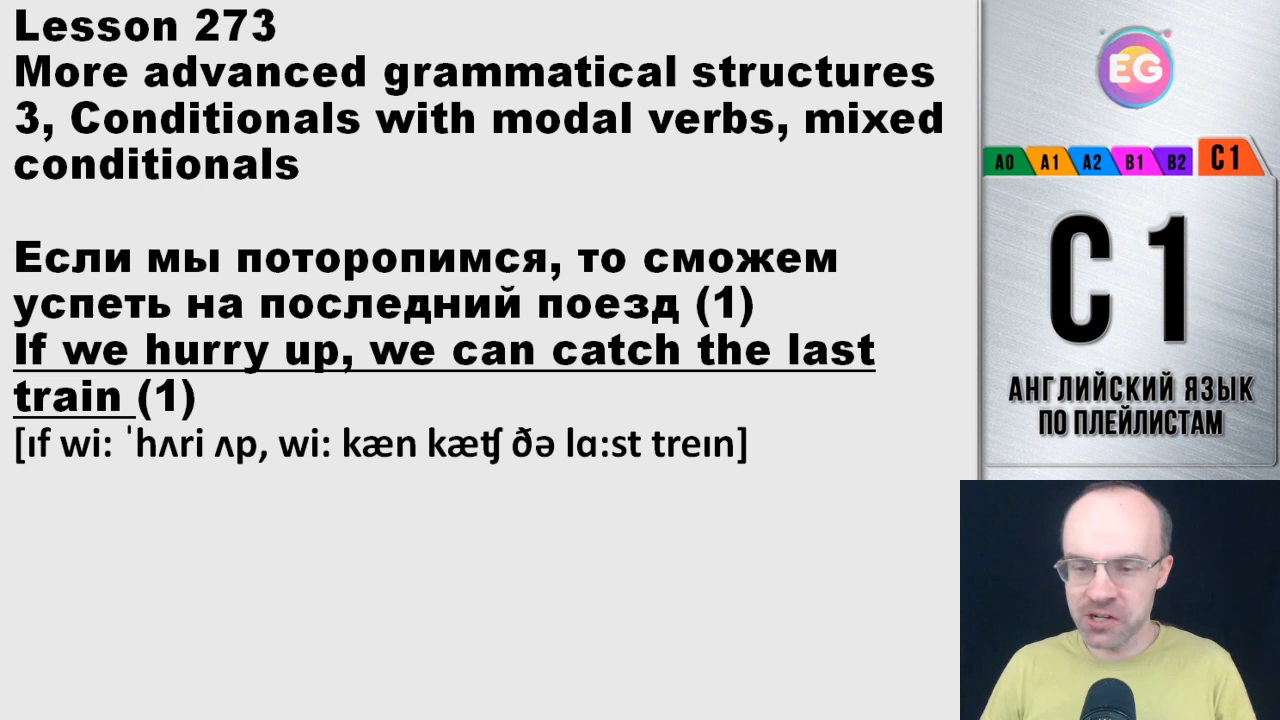 Lesson 273
More advanced grammatical structures
3, Conditionals with modal verbs, mixed
conditionals
Если мы поторопимся, то сможем
успеть на последний поезд (1)
If we hurry up, we can catch the last
train (1)
[ɪf wi: ˈhʌri ʌp, wi: kæn kæʧ ðə lɑ:st treɪn]
EG
A0 A1 A2 B1 B2 C1
C1
АНГЛИЙСКИЙ ЯЗЫК
ПО ПЛЕЙЛИСТАМ